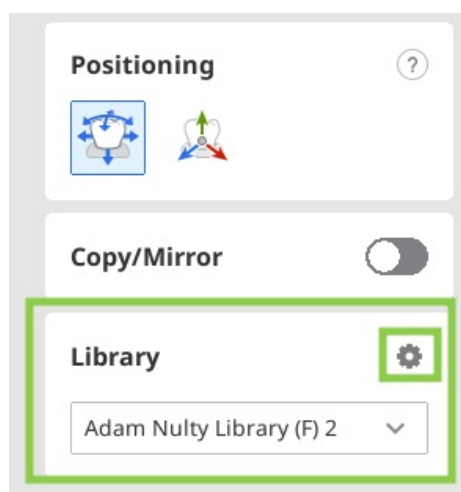 Positioning
?
Copy/Mirror
Library
Adam Nulty Library (F) 2